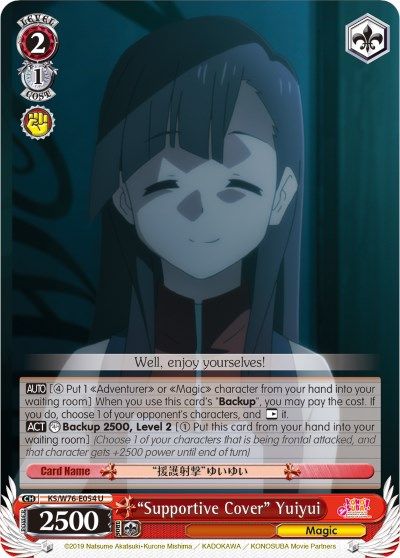 LEVEL
2
1
COST
Well, enjoy yourselves!
AUTO [④ Put 1 «Adventurer» or «Magic» character from your hand into your
waiting room] When you use this card's "Backup", you may pay the cost. If
you do, choose 1 of your opponent's characters, and it.
ACT Backup 2500, Level 2 [① Put this card from your hand into
your waiting room] (Choose 1 of your characters that is being frontal attacked, and
that character gets +2500 power until end of turn)
Card Name "援護射撃"ゆいゆい
CH KS/W76-E054 U
POWER 2500 SOUL "Supportive Cover" Yuiyui
Magic
©2019 Natsume Akatsuki・Kurone Mishima / KADOKAWA / KONOSUBA Movie Partners